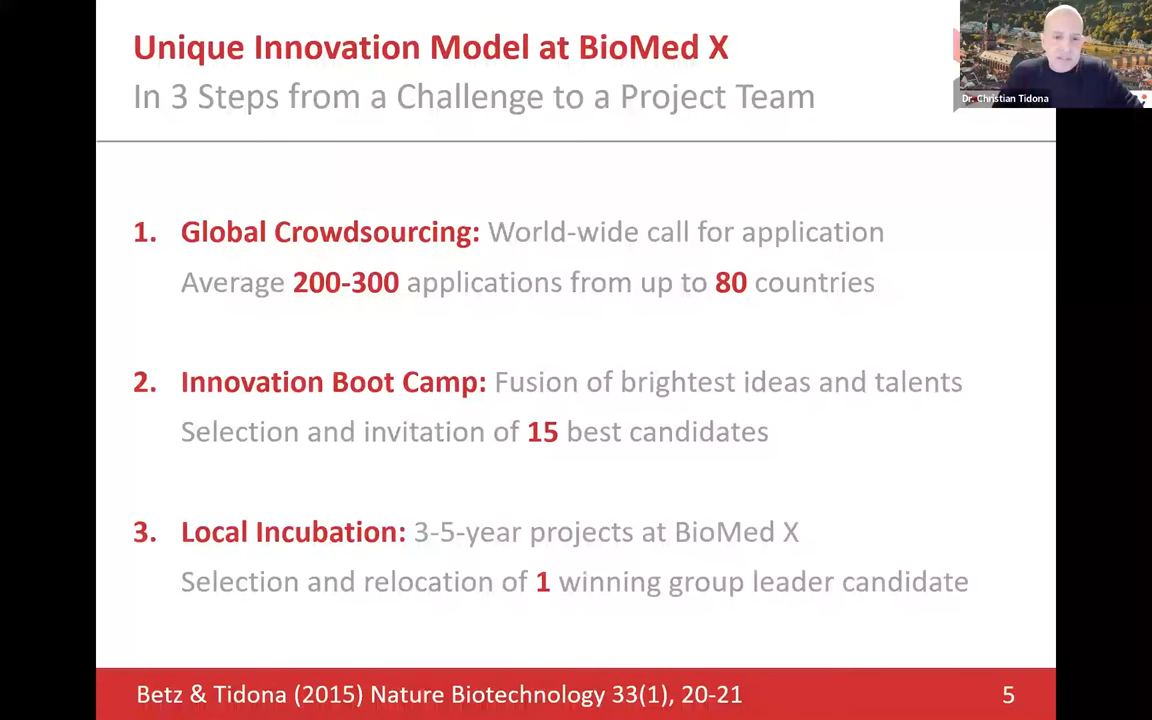 Unique Innovation Model at BioMed X
In 3 Steps from a Challenge to a Project Team
Dr. Christian Tidona
1. Global Crowdsourcing: World-wide call for application
Average 200-300 applications from up to 80 countries
2. Innovation Boot Camp: Fusion of brightest ideas and talents
Selection and invitation of 15 best candidates
3. Local Incubation: 3-5-year projects at BioMed X
Selection and relocation of 1 winning group leader candidate
Betz & Tidona (2015) Nature Biotechnology 33(1), 20-21
5